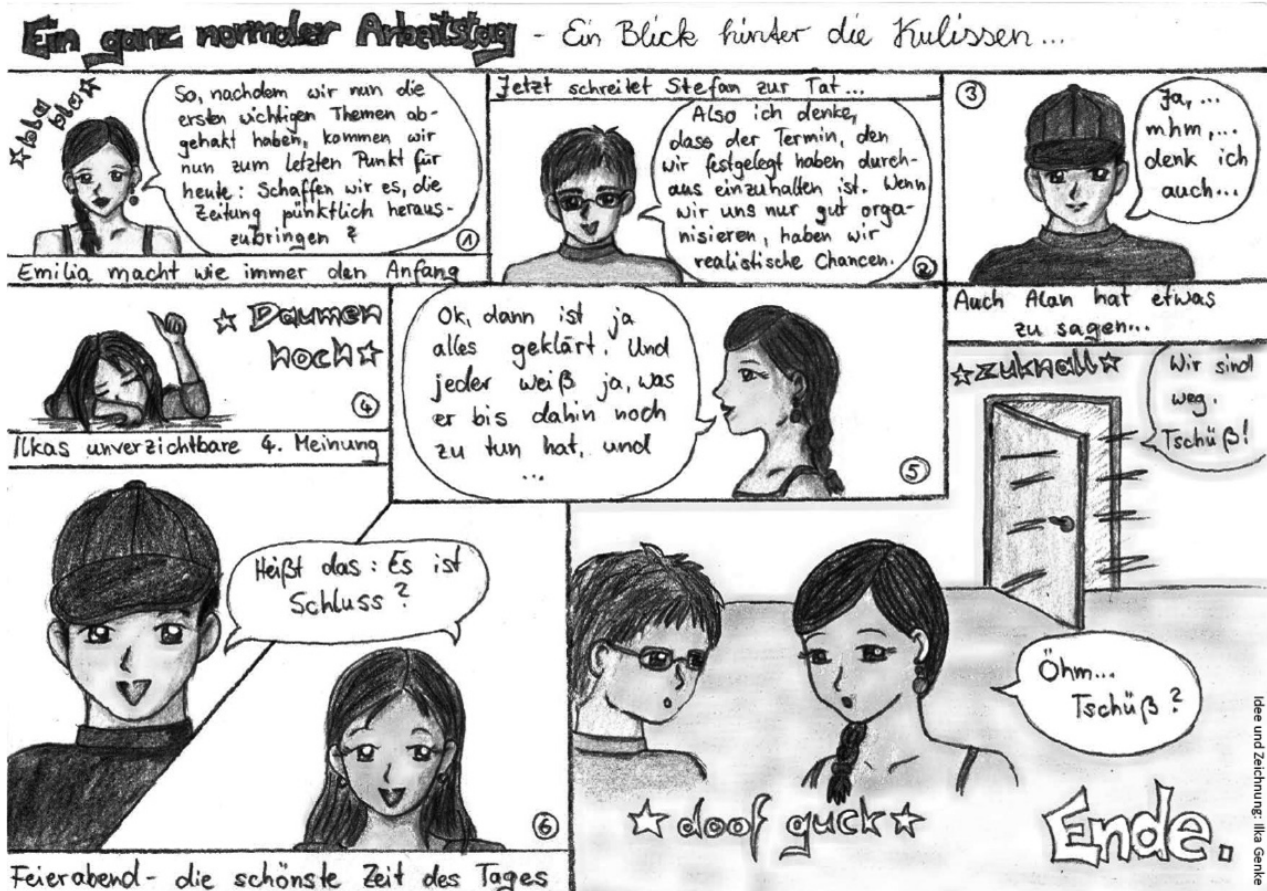 Ein ganz normaler Arbeitstag - Ein Blick hinter die Kulissen...
☆bla bla☆
So, nachdem wir nun die
ersten wichtigen Themen ab-
gehakt haben, kommen wir
nun zum letzten Punkt für
heute: Schaffen wir es, die
Zeitung pünktlich heraus-
zubringen?
1
Emilia macht wie immer den Anfang
Jetzt schreitet Stefan zur Tat...
Also ich denke,
dass der Termin, den
wir festgelegt haben durch-
aus einzuhalten ist. Wenn
wir uns nur gut orga-
nisieren, haben wir
realistische Chancen.
2
3
Ja,...
mhm,...
denk ich
auch...
Auch Alan hat etwas
zu sagen...
☆ Daumen
hoch☆
4
Ilkas unverzichtbare 4. Meinung
Ok, dann ist ja
alles geklärt. Und
jeder weiß ja, was
er bis dahin noch
zu tun hat, und
...
5
Heißt das: Es ist
Schluss?
6
Feierabend - die schönste Zeit des Tages
☆zuknall☆
Wir sind
weg.
Tschüß!
Öhm...
Tschüß?
☆ doof guck☆
Ende.
Idee und Zeichnung: Ilka Genke